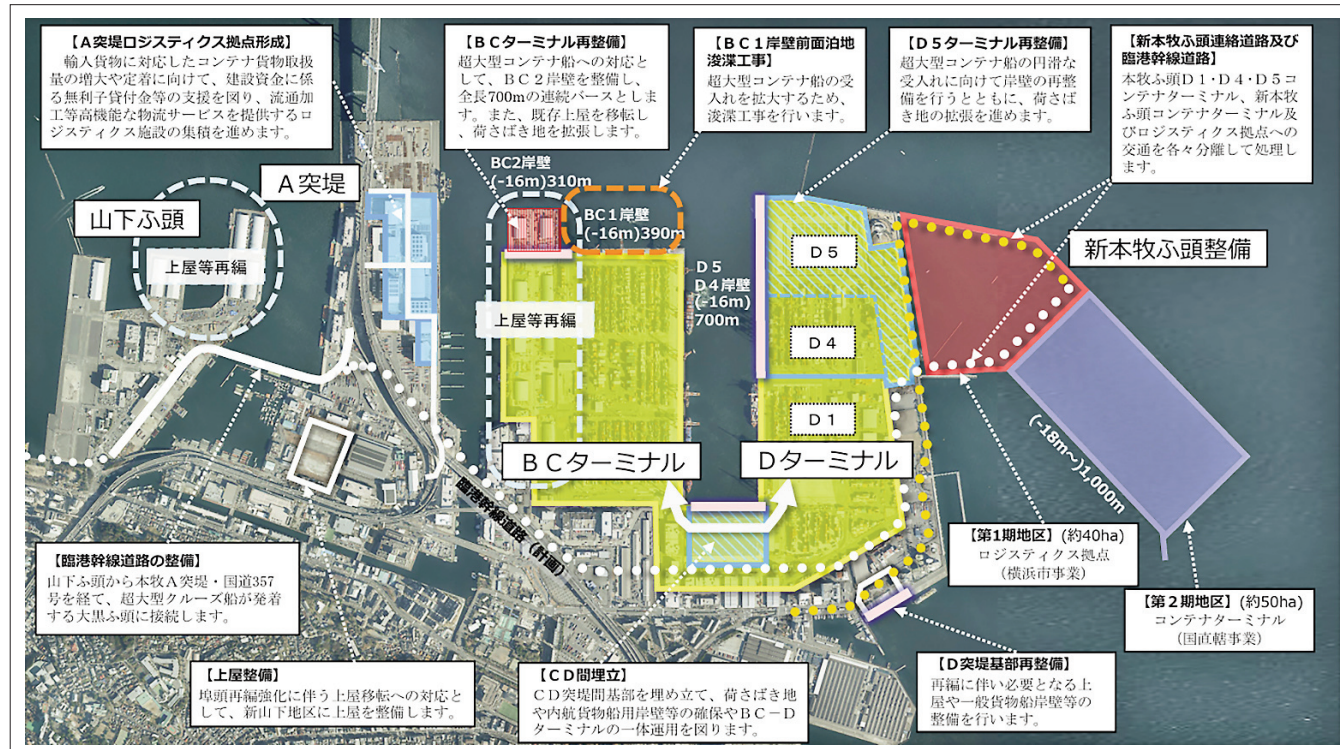 【A突堤ロジスティクス拠点形成】
輸入貨物に対応したコンテナ貨物取扱
量の増大や定着に向けて、建設資金に係
る無利子貸付金等の支援を図り、流通加
工等高機能な物流サービスを提供するロ
ジスティクス施設の集積を進めます。
【BCターミナル再整備】
超大型コンテナ船への対応と
して、BC2岸壁を整備し、
全長700mの連続バースとしま
す。また、既存上屋を移転し
、荷さばき地を拡張します。
【BC1岸壁前面泊地
浚渫工事】
超大型コンテナ船の受
入れを拡大するため、
浚渫工事を行います。
【D5ターミナル再整備】
超大型コンテナ船の円滑な
受入れに向けて岸壁の再整
備を行うとともに、荷さば
き地の拡張を進めます。
【新本牧ふ頭連絡道路及び
臨港幹線道路】
本牧ふ頭D1・D4・D5コ
ンテナターミナル、新本牧
ふ頭コンテナターミナル
及びロジスティクス拠点への
交通を各々分離して処理し
ます。
山下ふ頭
A突堤
上屋等再編
BC2岸壁
(-16m)310m
BC1岸壁
(-16m)390m
上屋等再編
D5
D4岸壁
(-16m)
700m
D5
D4
D1
新本牧ふ頭整備
BCターミナル
Dターミナル
臨港幹線道路(計画)
(-18m~)1,000m
【臨港幹線道路の整備】
山下ふ頭から本牧A突堤・国道357
号を経て、超大型クルーズ船が発着
する大黒ふ頭に接続します。
【第1期地区】(約40ha)
ロジスティクス拠点
(横浜市事業)
【第2期地区】(約50ha)
コンテナターミナル
(国直轄事業)
【上屋整備】
埠頭再編強化に伴う上屋移転への対応と
して、新山下地区に上屋を整備します。
【CD間埋立】
CD突堤間基部を埋め立て、荷さばき地
や内航貨物船用岸壁等の確保やBC-D
ターミナルの一体運用を図ります。
【D突堤基部再整備】
再編に伴い必要となる上
屋や一般貨物船岸壁等の
整備を行います。